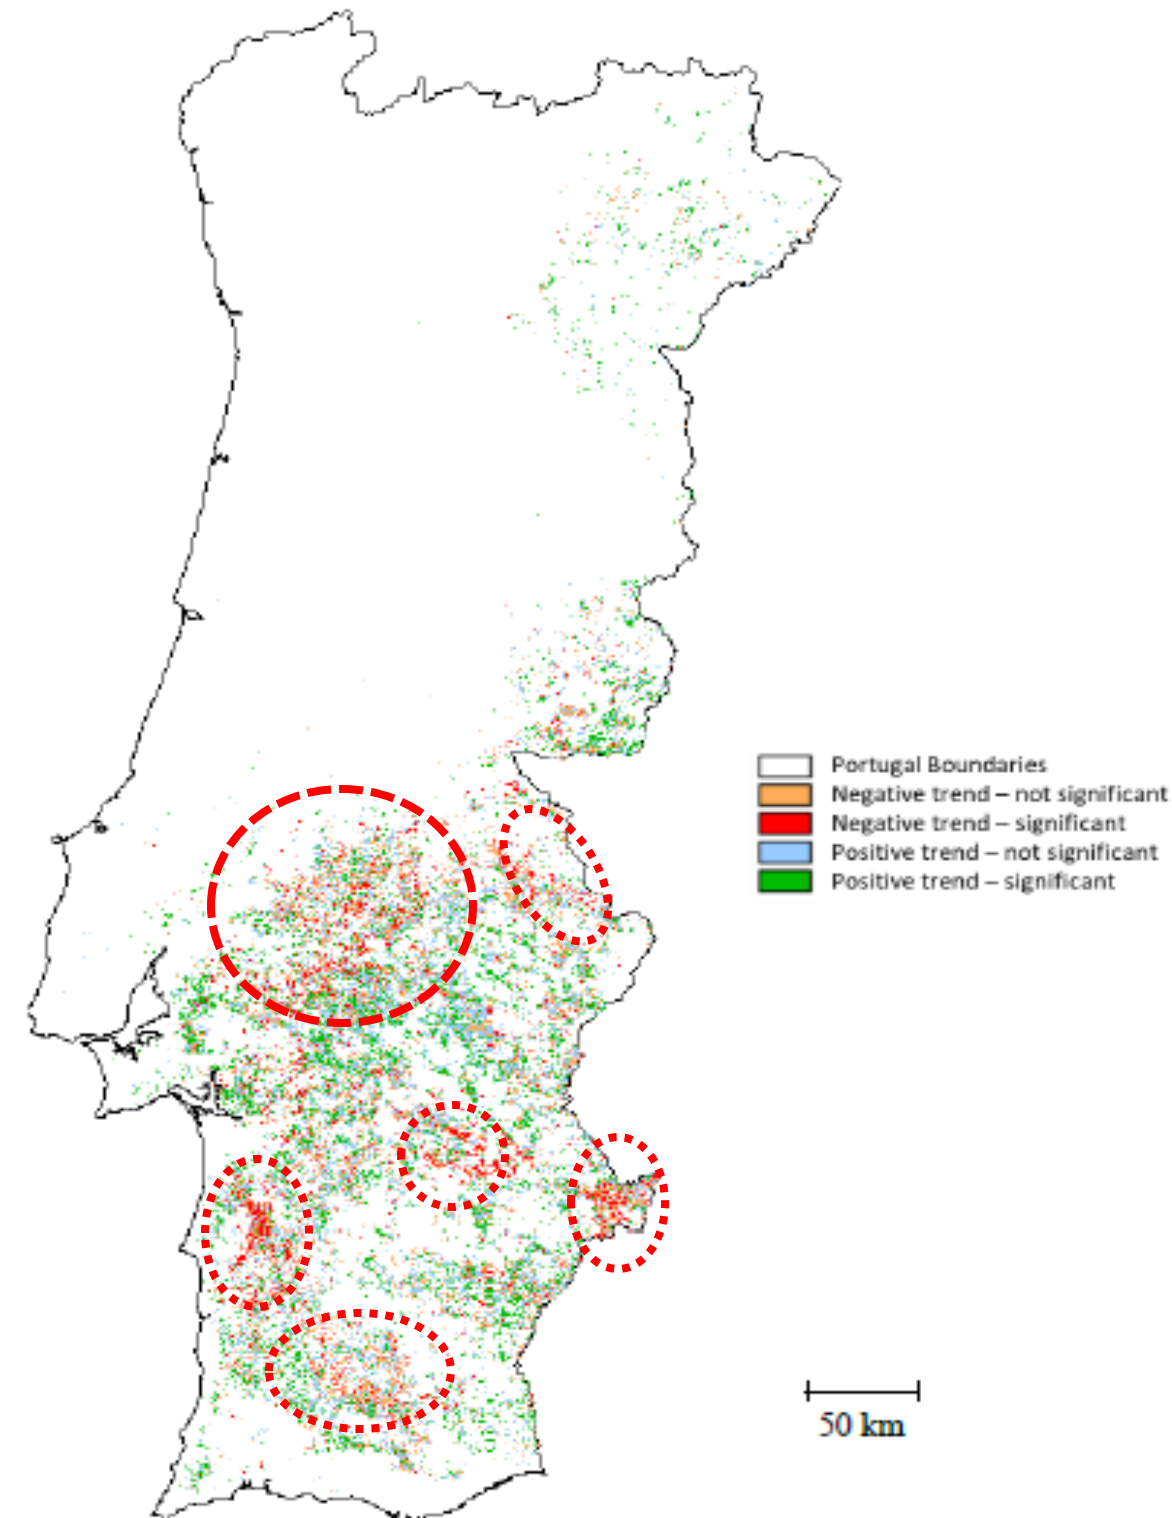 Portugal Boundaries
Negative trend – not significant
Negative trend – significant
Positive trend – not significant
Positive trend – significant
50 km